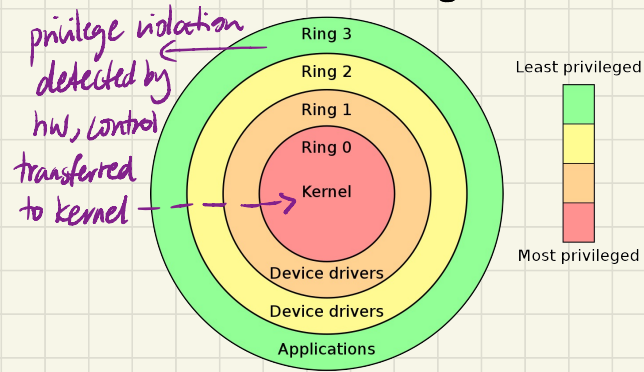 privilege violation
detected by
hw, control
transferred
to kernel
Ring 3
Ring 2
Ring 1
Ring 0
Kernel
Device drivers
Device drivers
Applications
Least privileged
Most privileged